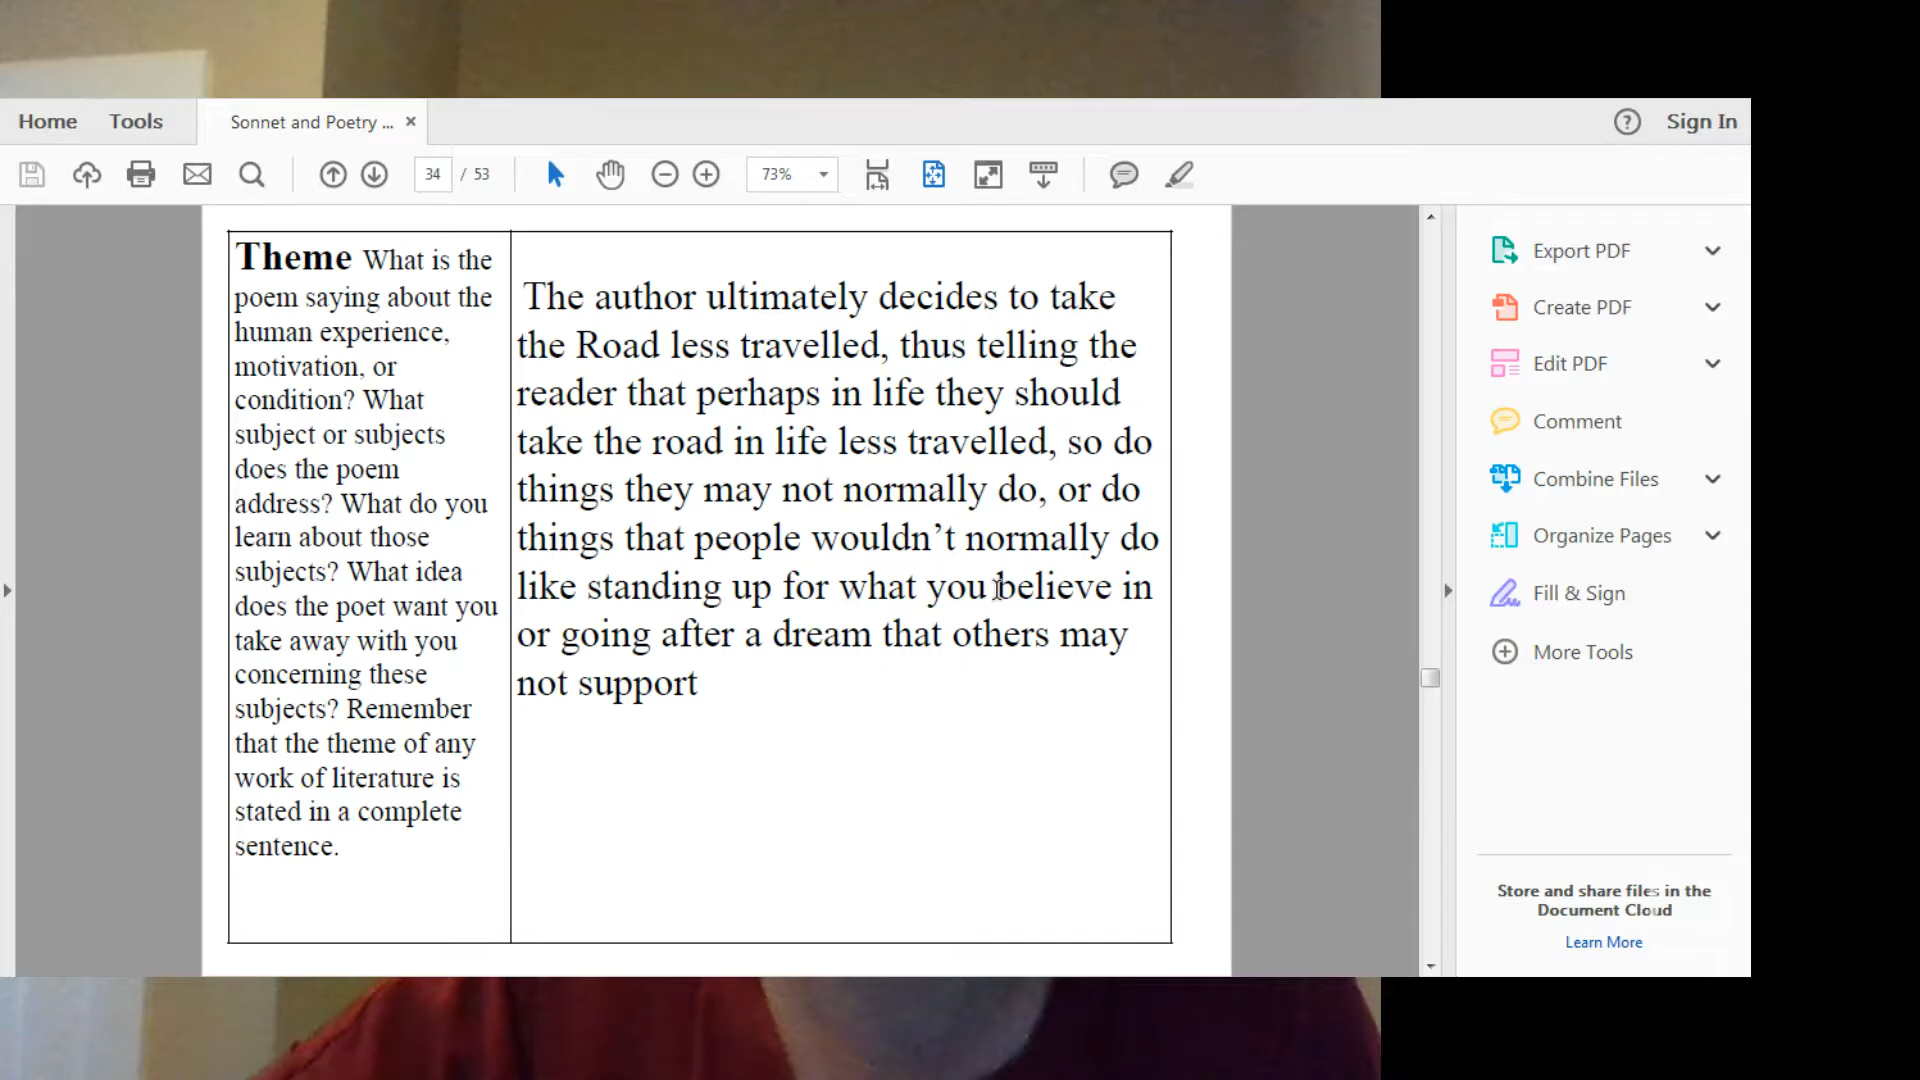 Home Tools Sonnet and Poetry ... × ? Sign In
34 / 53 73%
Theme What is the
poem saying about the
human experience,
motivation, or
condition? What
subject or subjects
does the poem
address? What do you
learn about those
subjects? What idea
does the poet want you
take away with you
concerning these
subjects? Remember
that the theme of any
work of literature is
stated in a complete
sentence.
The author ultimately decides to take
the Road less travelled, thus telling the
reader that perhaps in life they should
take the road in life less travelled, so do
things they may not normally do, or do
things that people wouldn’t normally do
like standing up for what you believe in
or going after a dream that others may
not support
Export PDF
Create PDF
Edit PDF
Comment
Combine Files
Organize Pages
Fill & Sign
More Tools
Store and share files in the
Document Cloud
Learn More